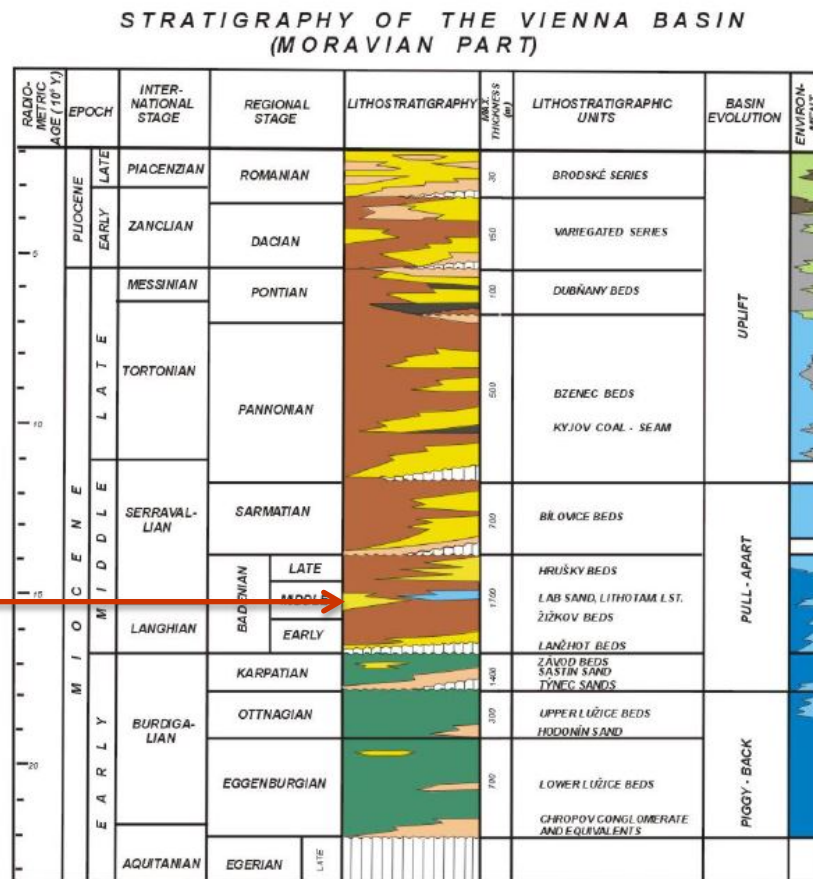 STRATIGRAPHY OF THE VIENNA BASIN
(MORAVIAN PART)
RADIO-
METRIC
AGE (10⁶ Y.)
EPOCH
INTER-
NATIONAL
STAGE
REGIONAL
STAGE
LITHOSTRATIGRAPHY
MAX.
THICKNESS
(m)
LITHOSTRATIGRAPHIC
UNITS
BASIN
EVOLUTION
ENVIRON-
MENT
5
10
15
20
PLIOCENE
LATE
EARLY
MIOCENE
LATE
MIDDLE
EARLY
PIACENZIAN
ZANCLIAN
MESSINIAN
TORTONIAN
SERRAVAL-
LIAN
LANGHIAN
BURDIGA-
LIAN
AQUITANIAN
ROMANIAN
DACIAN
PONTIAN
PANNONIAN
SARMATIAN
BADENIAN
LATE
MIDDLE
EARLY
KARPATIAN
OTTNAGIAN
EGGENBURGIAN
EGERIAN
LATE
30
150
100
500
700
1700
1400
300
700
BRODSKÉ SERIES
VARIEGATED SERIES
DUBŇANY BEDS
BZENEC BEDS
KYJOV COAL - SEAM
BÍLOVICE BEDS
HRUŠKY BEDS
LAB SAND, LITHOTAM. LST.
ŽIŽKOV BEDS
LANŽHOT BEDS
ZÁVOD BEDS
SASTIN SAND
TÝNEC SANDS
UPPER LUŽICE BEDS
HODONÍN SAND
LOWER LUŽICE BEDS
CHROPOV CONGLOMERATE
AND EQUIVALENTS
UPLIFT
PULL - APART
PIGGY - BACK